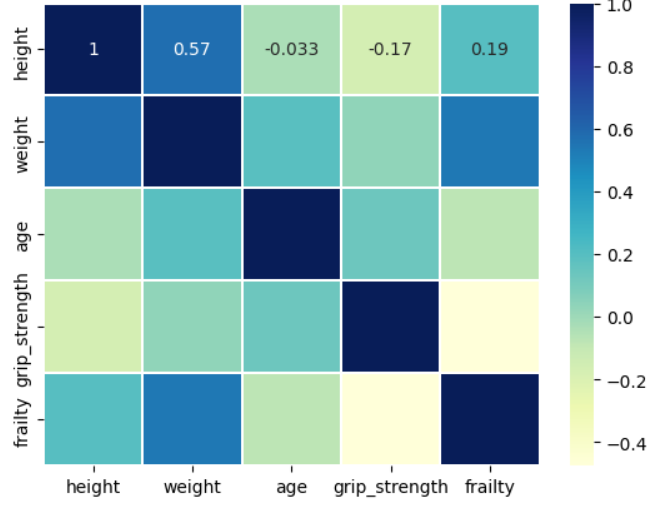 height 1 0.57 -0.033 -0.17 0.19
weight
age
grip_strength
frailty
height weight age grip_strength frailty
1.0
0.8
0.6
0.4
0.2
0.0
−0.2
−0.4